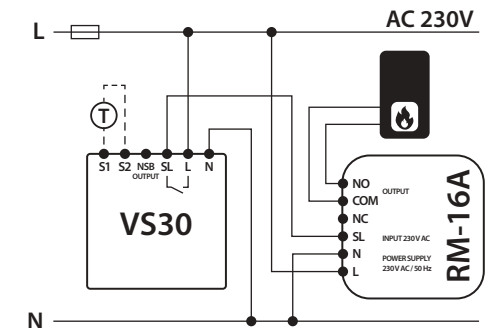 L
AC 230V
T
S1 S2 NSB SL L N
OUTPUT
VS30
NO
COM
NC
SL
N
L
OUTPUT
INPUT 230V AC
POWER SUPPLY
230V AC / 50 Hz
RM-16A
N